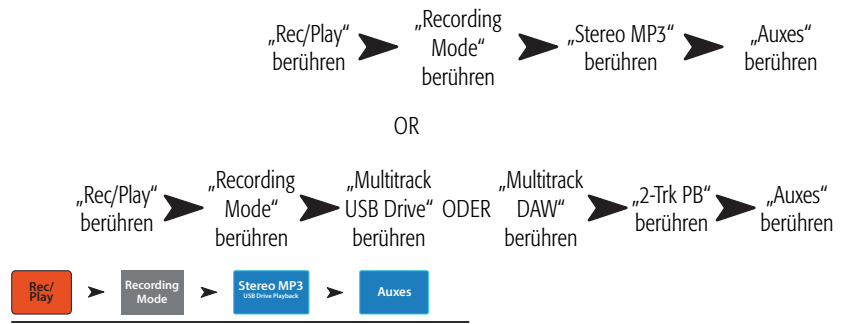 „Rec/Play“ berühren
„Recording Mode“ berühren
„Stereo MP3“ berühren
„Auxes“ berühren
OR
„Rec/Play“ berühren
„Recording Mode“ berühren
„Multitrack USB Drive“ berühren
ODER
„Multitrack DAW“ berühren
„2-Trk PB“ berühren
„Auxes“ berühren
Rec/ Play
Recording Mode
Stereo MP3
USB Drive Playback
Auxes